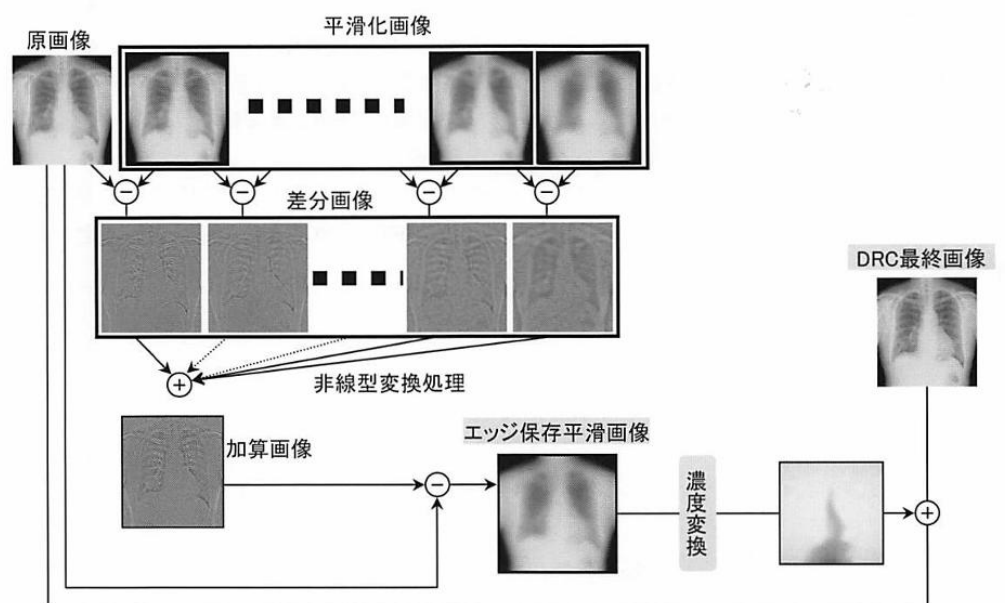 平滑化画像
原画像
差分画像
DRC最終画像
非線型変換処理
加算画像
エッジ保存平滑画像
濃度変換